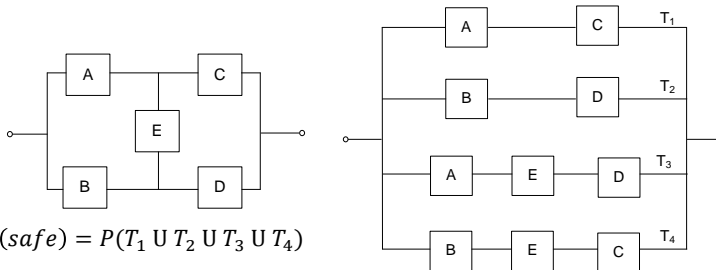 A
C
E
B
D
(safe) = P(T₁ U T₂ U T₃ U T₄)
A
C
T₁
B
D
T₂
A
E
D
T₃
B
E
C
T₄